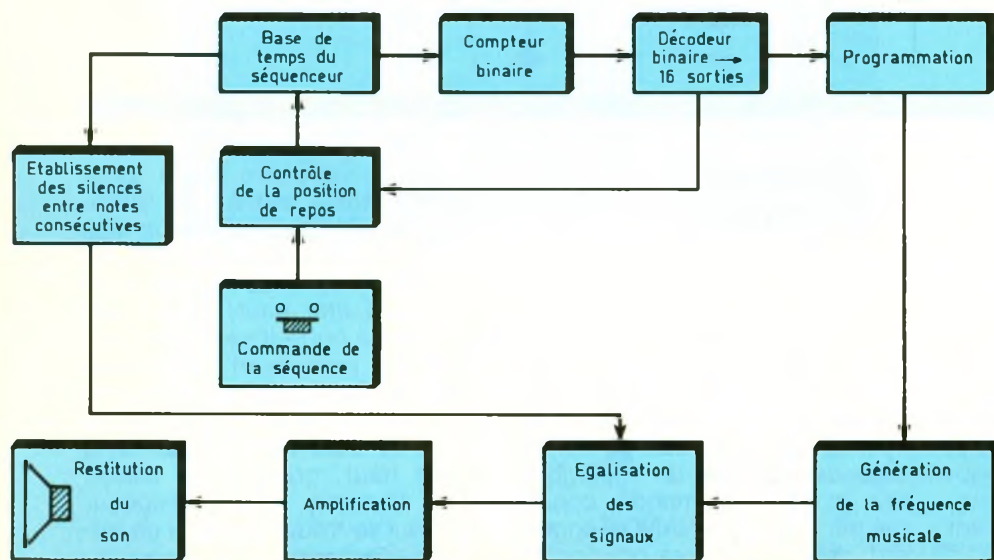 Base de
temps du
séquenceur
Compteur
binaire
Décodeur
binaire →
16 sorties
Programmation
Etablissement
des silences
entre notes
consécutives
Contrôle
de la position
de repos
Commande de
la séquence
Restitution
du
son
Amplification
Egalisation
des
signaux
Génération
de la fréquence
musicale